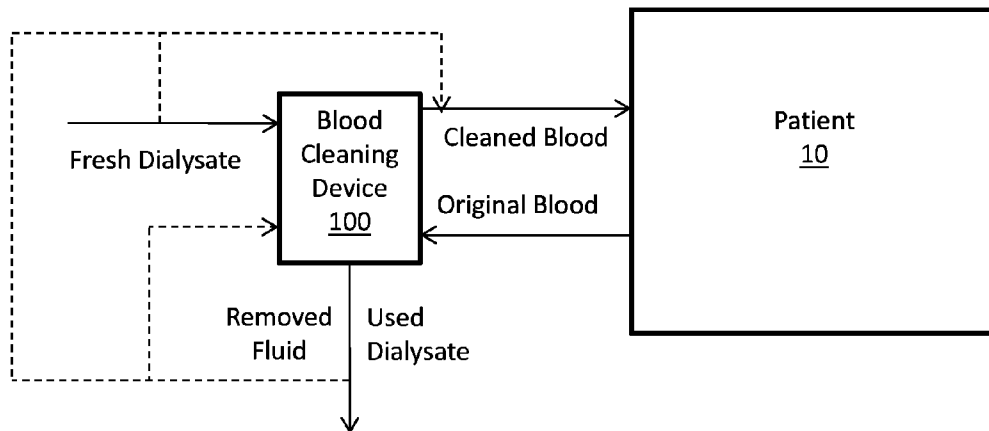 Fresh Dialysate
Blood
Cleaning
Device
100
Cleaned Blood
Original Blood
Patient
10
Removed
Fluid
Used
Dialysate